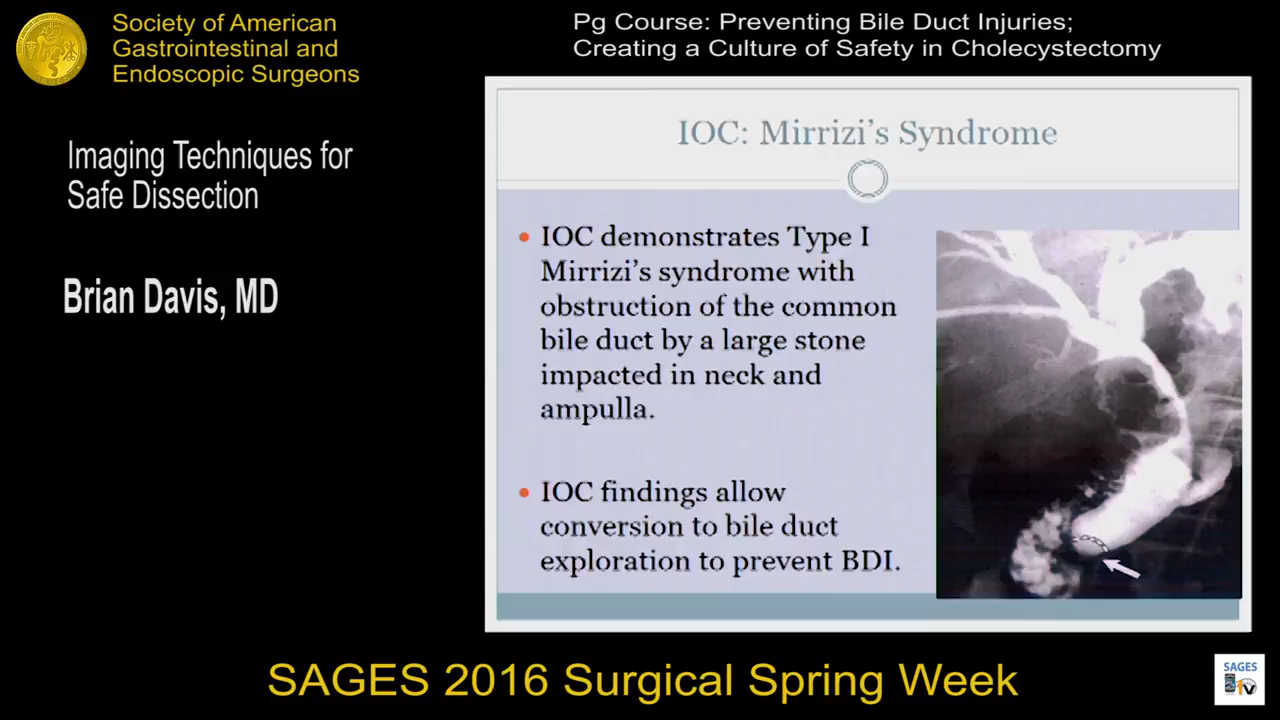 Society of American
Gastrointestinal and
Endoscopic Surgeons
Pg Course: Preventing Bile Duct Injuries;
Creating a Culture of Safety in Cholecystectomy
Imaging Techniques for
Safe Dissection
Brian Davis, MD
IOC: Mirrizi's Syndrome
• IOC demonstrates Type I
Mirrizi's syndrome with
obstruction of the common
bile duct by a large stone
impacted in neck and
ampulla.
• IOC findings allow
conversion to bile duct
exploration to prevent BDI.
SAGES 2016 Surgical Spring Week
SAGES
TV